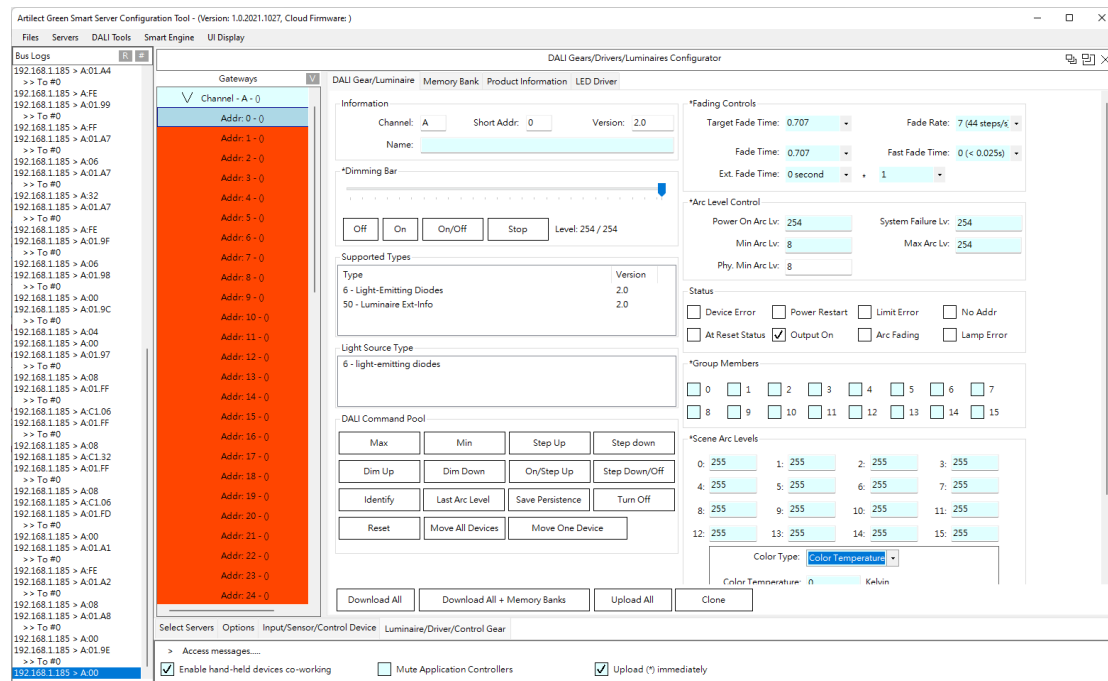 Artilect Green Smart Server Configuration Tool - (Version: 1.0.2021.1027, Cloud Firmware: )
Files Servers DALI Tools Smart Engine UI Display
Bus Logs R #
192.168.1.185 > A:01.A4
>> To #0
192.168.1.185 > A:FE
192.168.1.185 > A:01.99
>> To #0
192.168.1.185 > A:FF
192.168.1.185 > A:01.A7
>> To #0
192.168.1.185 > A:06
192.168.1.185 > A:01.A7
>> To #0
192.168.1.185 > A:32
192.168.1.185 > A:01.A7
>> To #0
192.168.1.185 > A:FE
192.168.1.185 > A:01.9F
>> To #0
192.168.1.185 > A:06
192.168.1.185 > A:01.98
>> To #0
192.168.1.185 > A:00
192.168.1.185 > A:01.9C
>> To #0
192.168.1.185 > A:04
192.168.1.185 > A:00
192.168.1.185 > A:01.97
>> To #0
192.168.1.185 > A:08
192.168.1.185 > A:01.FF
>> To #0
192.168.1.185 > A:C1.06
192.168.1.185 > A:01.FF
>> To #0
192.168.1.185 > A:08
192.168.1.185 > A:C1.32
192.168.1.185 > A:01.FF
>> To #0
192.168.1.185 > A:08
192.168.1.185 > A:C1.06
192.168.1.185 > A:01.FD
>> To #0
192.168.1.185 > A:00
192.168.1.185 > A:01.A1
>> To #0
192.168.1.185 > A:FE
192.168.1.185 > A:01.A2
>> To #0
192.168.1.185 > A:08
192.168.1.185 > A:01.A8
>> To #0
192.168.1.185 > A:00
192.168.1.185 > A:01.9E
>> To #0
192.168.1.185 > A:00
DALI Gears/Drivers/Luminaires Configurator
Gateways V
Channel - A - ()
Addr: 0 - ()
Addr: 1 - ()
Addr: 2 - ()
Addr: 3 - ()
Addr: 4 - ()
Addr: 5 - ()
Addr: 6 - ()
Addr: 7 - ()
Addr: 8 - ()
Addr: 9 - ()
Addr: 10 - ()
Addr: 11 - ()
Addr: 12 - ()
Addr: 13 - ()
Addr: 14 - ()
Addr: 15 - ()
Addr: 16 - ()
Addr: 17 - ()
Addr: 18 - ()
Addr: 19 - ()
Addr: 20 - ()
Addr: 21 - ()
Addr: 22 - ()
Addr: 23 - ()
Addr: 24 - ()
DALI Gear/Luminaire Memory Bank Product Information LED Driver
Information
Channel: A Short Addr: 0 Version: 2.0
Name:
*Dimming Bar
Off On On/Off Stop Level: 254 / 254
Supported Types
Type Version
6 - Light-Emitting Diodes 2.0
50 - Luminaire Ext-Info 2.0
Light Source Type
6 - light-emitting diodes
DALI Command Pool
Max Min Step Up Step down
Dim Up Dim Down On/Step Up Step Down/Off
Identify Last Arc Level Save Persistence Turn Off
Reset Move All Devices Move One Device
*Fading Controls
Target Fade Time: 0.707 Fade Rate: 7 (44 steps/s
Fade Time: 0.707 Fast Fade Time: 0 (< 0.025s)
Ext. Fade Time: 0 second , 1
*Arc Level Control
Power On Arc Lv: 254 System Failure Lv: 254
Min Arc Lv: 8 Max Arc Lv: 254
Phy. Min Arc Lv: 8
Status
Device Error Power Restart Limit Error No Addr
At Reset Status Output On Arc Fading Lamp Error
*Group Members
0 1 2 3 4 5 6 7
8 9 10 11 12 13 14 15
*Scene Arc Levels
0: 255 1: 255 2: 255 3: 255
4: 255 5: 255 6: 255 7: 255
8: 255 9: 255 10: 255 11: 255
12: 255 13: 255 14: 255 15: 255
Color Type: Color Temperature
Color Temperature: 0 Kelvin
Download All Download All + Memory Banks Upload All Clone
Select Servers Options Input/Sensor/Control Device Luminaire/Driver/Control Gear
> Access messages.....
Enable hand-held devices co-working Mute Application Controllers Upload (*) immediately